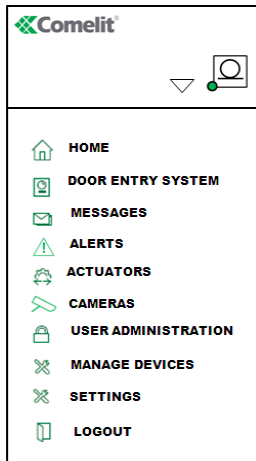 Comelit®
HOME
DOOR ENTRY SYSTEM
MESSAGES
ALERTS
ACTUATORS
CAMERAS
USER ADMINISTRATION
MANAGE DEVICES
SETTINGS
LOGOUT